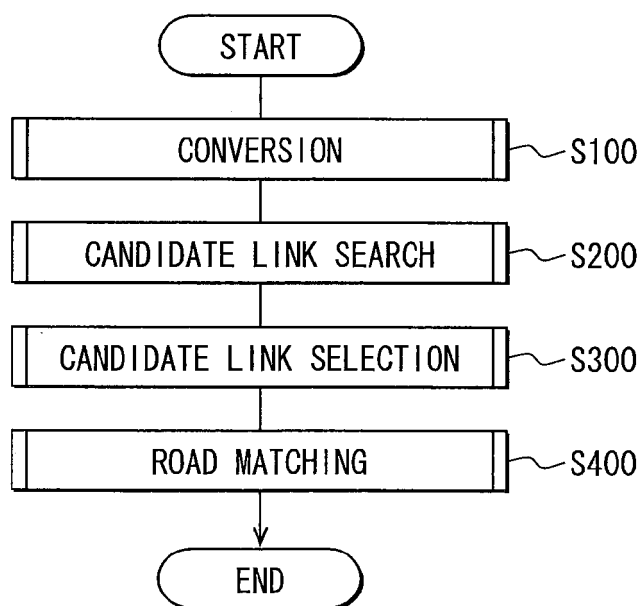 START
CONVERSION
S100
CANDIDATE LINK SEARCH
S200
CANDIDATE LINK SELECTION
S300
ROAD MATCHING
S400
END